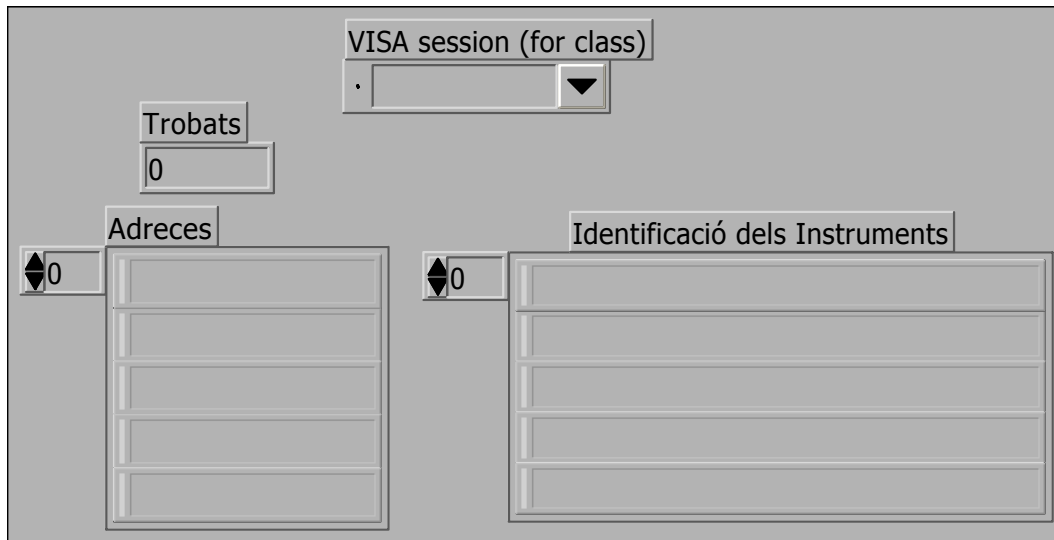 VISA session (for class)
Trobats
0
Adreces
0
Identificació dels Instruments
0